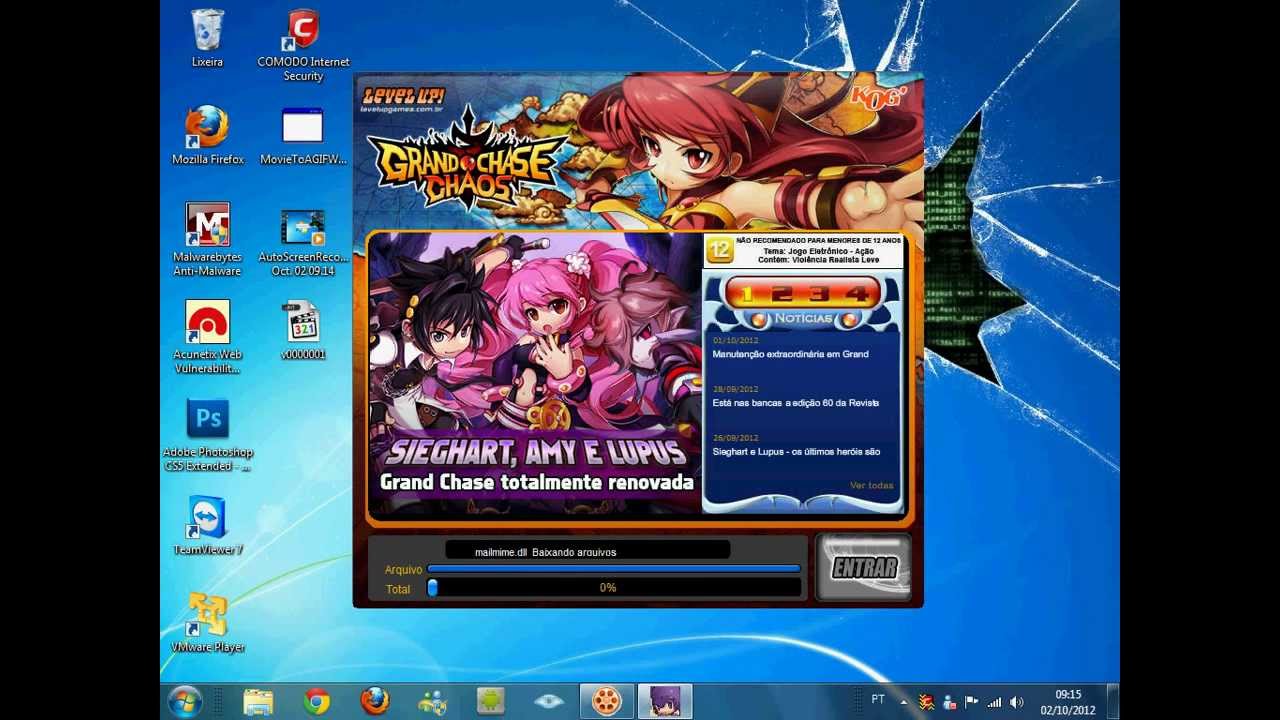 Lixeira
COMODO Internet
Security
Mozilla Firefox
MovieToAGIFW...
Malwarebytes
Anti-Malware
AutoScreenReco...
Oct. 02 09.14
Acunetix Web
Vulnerabilit...
v0000001
321
Ps
Adobe Photoshop
CS5 Extended - ...
TeamViewer 7
VMware Player
LEVEL UP!
levelupgames.com.br
KOG
GRAND CHASE
CHAOS
12
NÃO RECOMENDADO PARA MENORES DE 12 ANOS
Tema: Jogo Eletrônico - Ação
Contém: Violência Realista Leve
1 2 3 4
NOTÍCIAS
01/10/2012
Manutenção extraordinária em Grand
28/09/2012
Está nas bancas a edição 60 da Revista
26/09/2012
Sieghart e Lupus - os últimos heróis são
Ver todas
SIEGHART, AMY E LUPUS
Grand Chase totalmente renovada
mailmime.dll Baixando arquivos
Arquivo
Total
0%
ENTRAR
PT
09:15
02/10/2012